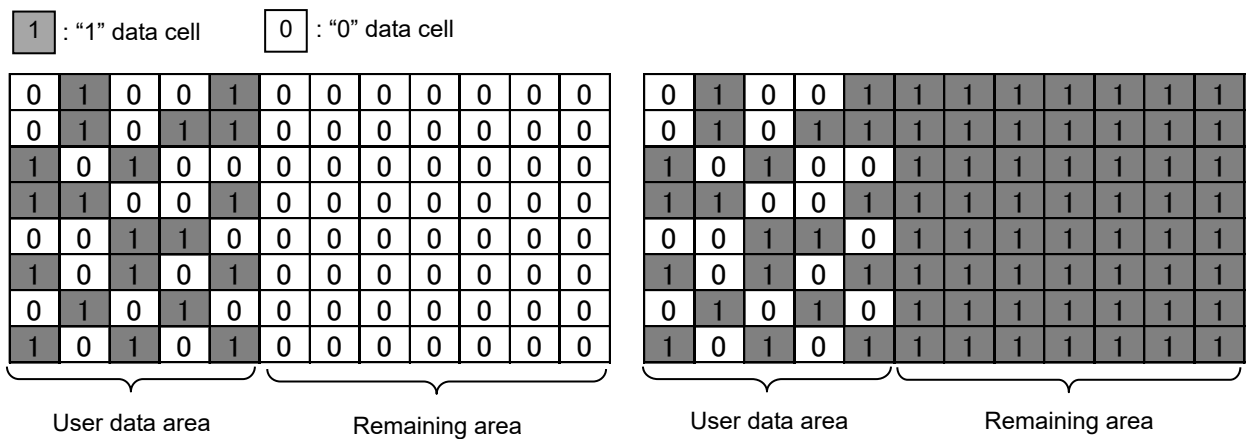 1 : “1” data cell 0 : “0” data cell
0 1 0 0 1 0 0 0 0 0 0 0 0 1 0 0 1 1 1 1 1 1 1 1
0 1 0 1 1 0 0 0 0 0 0 0 0 1 0 1 1 1 1 1 1 1 1 1
1 0 1 0 0 0 0 0 0 0 0 0 1 0 1 0 0 1 1 1 1 1 1 1
1 1 0 0 1 0 0 0 0 0 0 0 1 1 0 0 1 1 1 1 1 1 1 1
0 0 1 1 0 0 0 0 0 0 0 0 0 0 1 1 0 1 1 1 1 1 1 1
1 0 1 0 1 0 0 0 0 0 0 0 1 0 1 0 1 1 1 1 1 1 1 1
0 1 0 1 0 0 0 0 0 0 0 0 0 1 0 1 0 1 1 1 1 1 1 1
1 0 1 0 1 0 0 0 0 0 0 0 1 0 1 0 1 1 1 1 1 1 1 1
User data area Remaining area User data area Remaining area